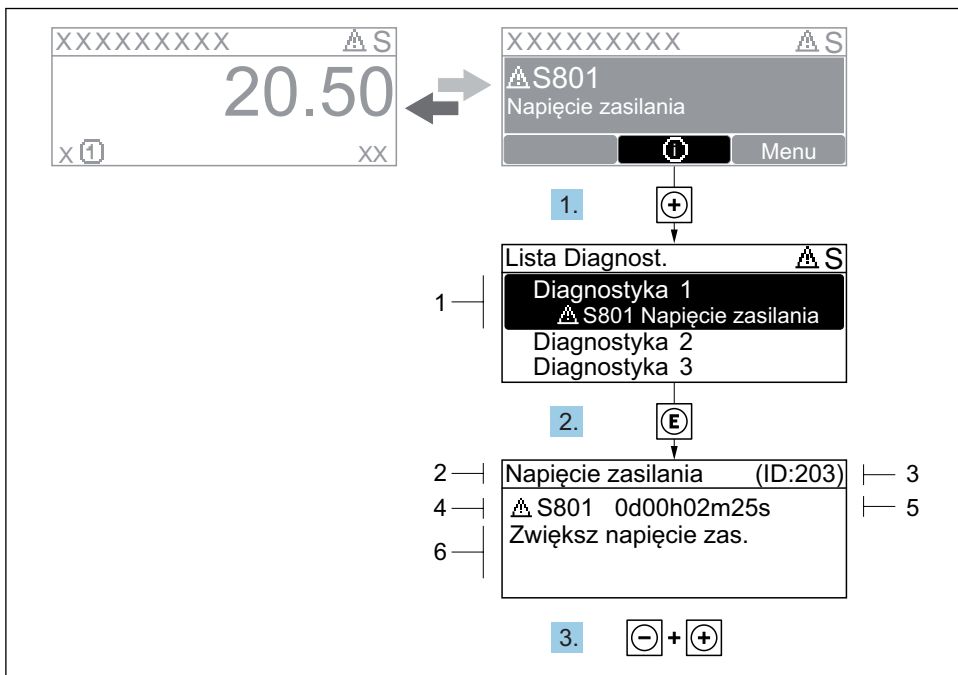 XXXXXXXXX ⚠S
20.50
X ① XX
XXXXXXXXX ⚠S
⚠S801
Napięcie zasilania
ⓘ Menu
1. +
Lista Diagnost. ⚠S
1
Diagnostyka 1
⚠ S801 Napięcie zasilania
Diagnostyka 2
Diagnostyka 3
2. E
2 Napięcie zasilania (ID:203) 3
4 ⚠ S801 0d00h02m25s 5
6 Zwiększ napięcie zas.
3. − + +